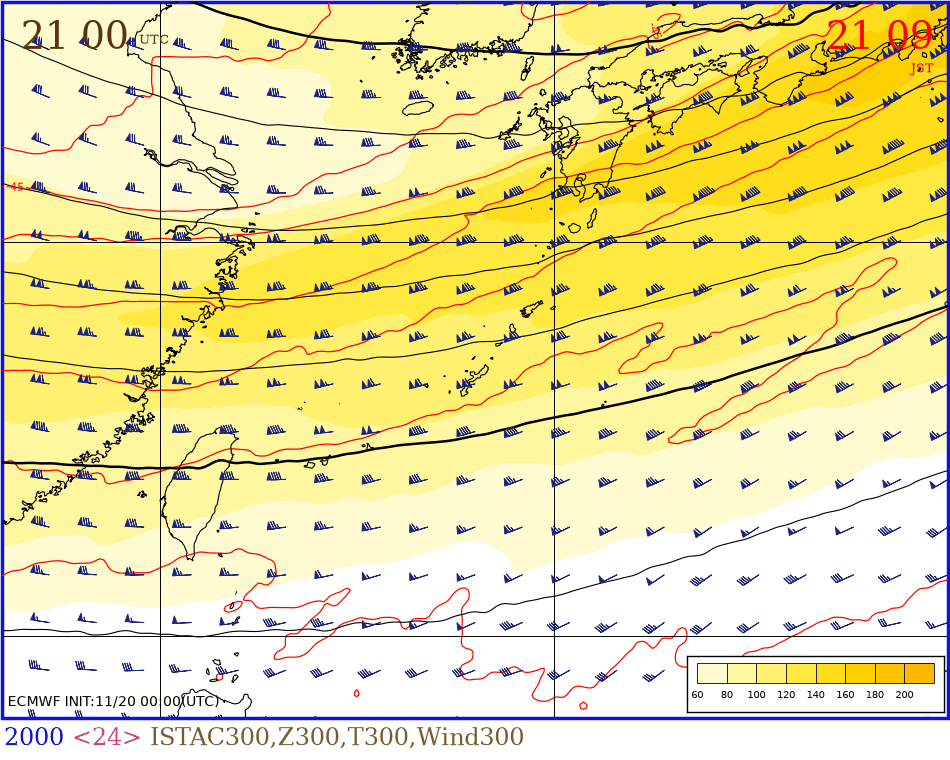 21 00 UTC
21 09 JST
-45
ECMWF INIT:11/20 00:00(UTC)
60 80 100 120 140 160 180 200
2000 <24> ISTAC300,Z300,T300,Wind300